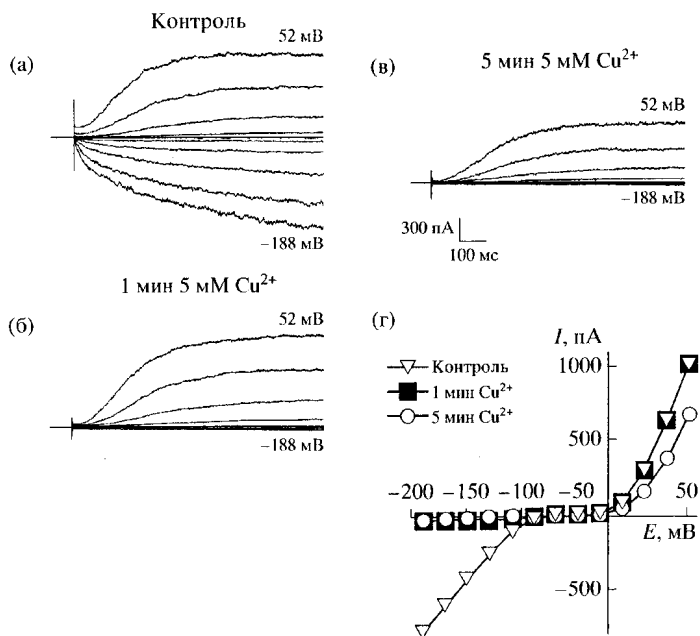 Контроль
(а)
52 мВ
−188 мВ
(в)
5 мин 5 мМ Cu²⁺
52 мВ
−188 мВ
300 пА
100 мс
1 мин 5 мМ Cu²⁺
(б)
52 мВ
−188 мВ
(г)
I, пА
Контроль
1 мин Cu²⁺
5 мин Cu²⁺
1000
500
−200
−150
−100
−50
50
E, мВ
−500